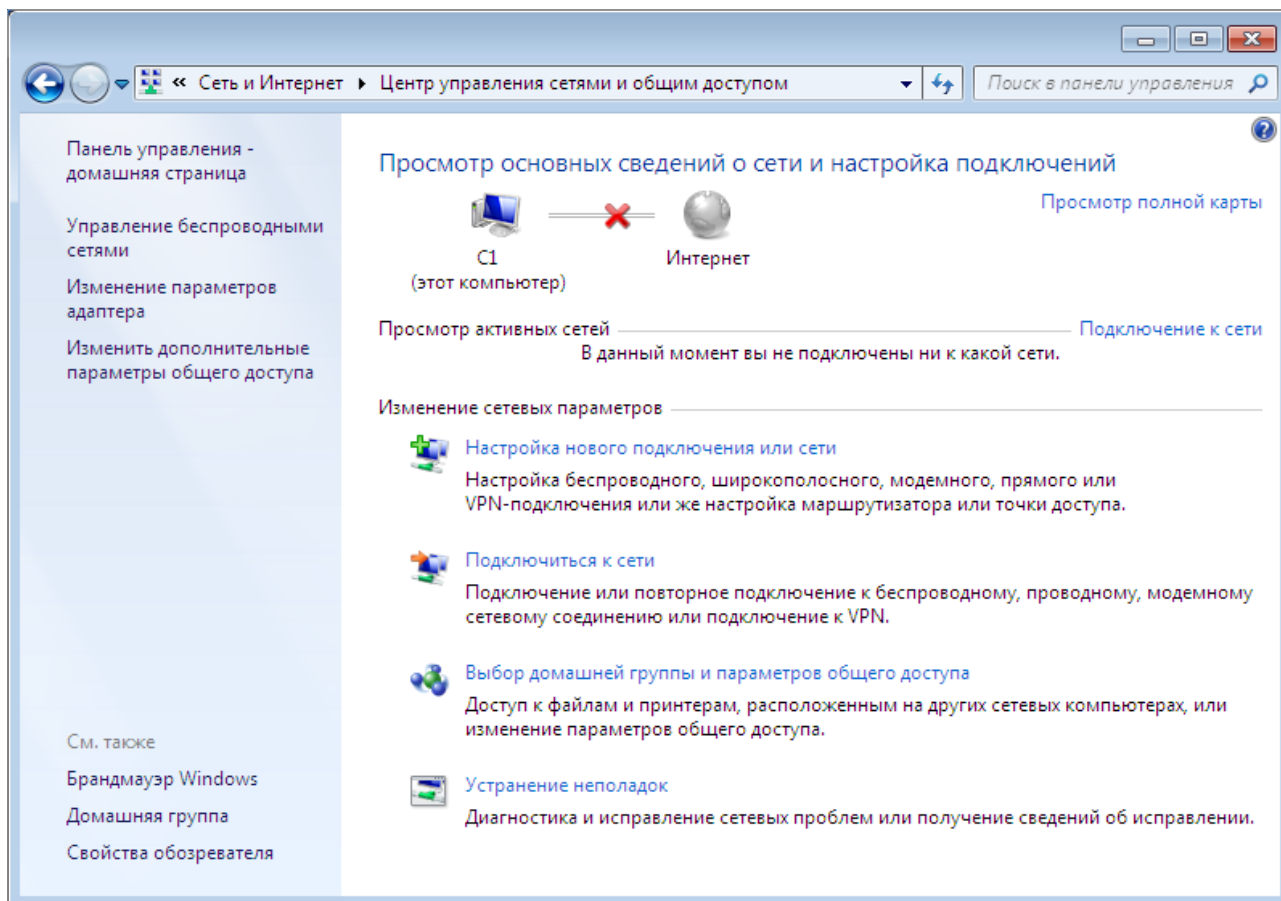 « Сеть и Интернет ▸ Центр управления сетями и общим доступом
Поиск в панели управления
Панель управления -
домашняя страница
Управление беспроводными
сетями
Изменение параметров
адаптера
Изменить дополнительные
параметры общего доступа
См. также
Брандмауэр Windows
Домашняя группа
Свойства обозревателя
Просмотр основных сведений о сети и настройка подключений
Просмотр полной карты
C1
(этот компьютер)
Интернет
Просмотр активных сетей
Подключение к сети
В данный момент вы не подключены ни к какой сети.
Изменение сетевых параметров
Настройка нового подключения или сети
Настройка беспроводного, широкополосного, модемного, прямого или
VPN-подключения или же настройка маршрутизатора или точки доступа.
Подключиться к сети
Подключение или повторное подключение к беспроводному, проводному, модемному
сетевому соединению или подключение к VPN.
Выбор домашней группы и параметров общего доступа
Доступ к файлам и принтерам, расположенным на других сетевых компьютерах, или
изменение параметров общего доступа.
Устранение неполадок
Диагностика и исправление сетевых проблем или получение сведений об исправлении.